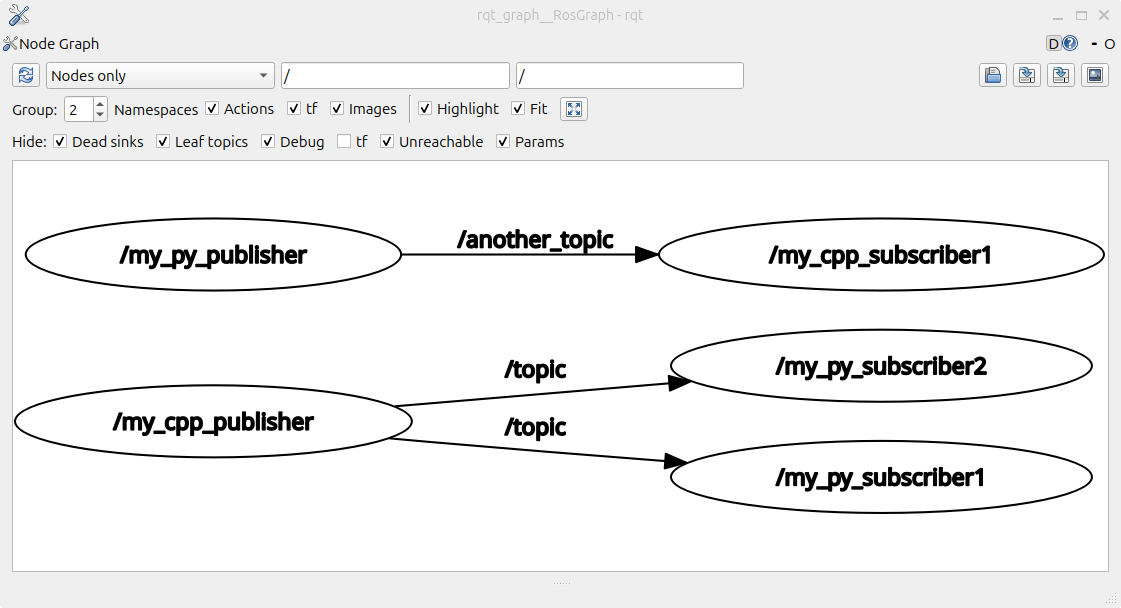 rqt_graph__RosGraph - rqt
Node Graph D ? - O
Nodes only / /
Group: 2 Namespaces Actions tf Images Highlight Fit
Hide: Dead sinks Leaf topics Debug tf Unreachable Params
/my_py_publisher /another_topic /my_cpp_subscriber1
/topic /my_py_subscriber2
/my_cpp_publisher
/topic
/my_py_subscriber1